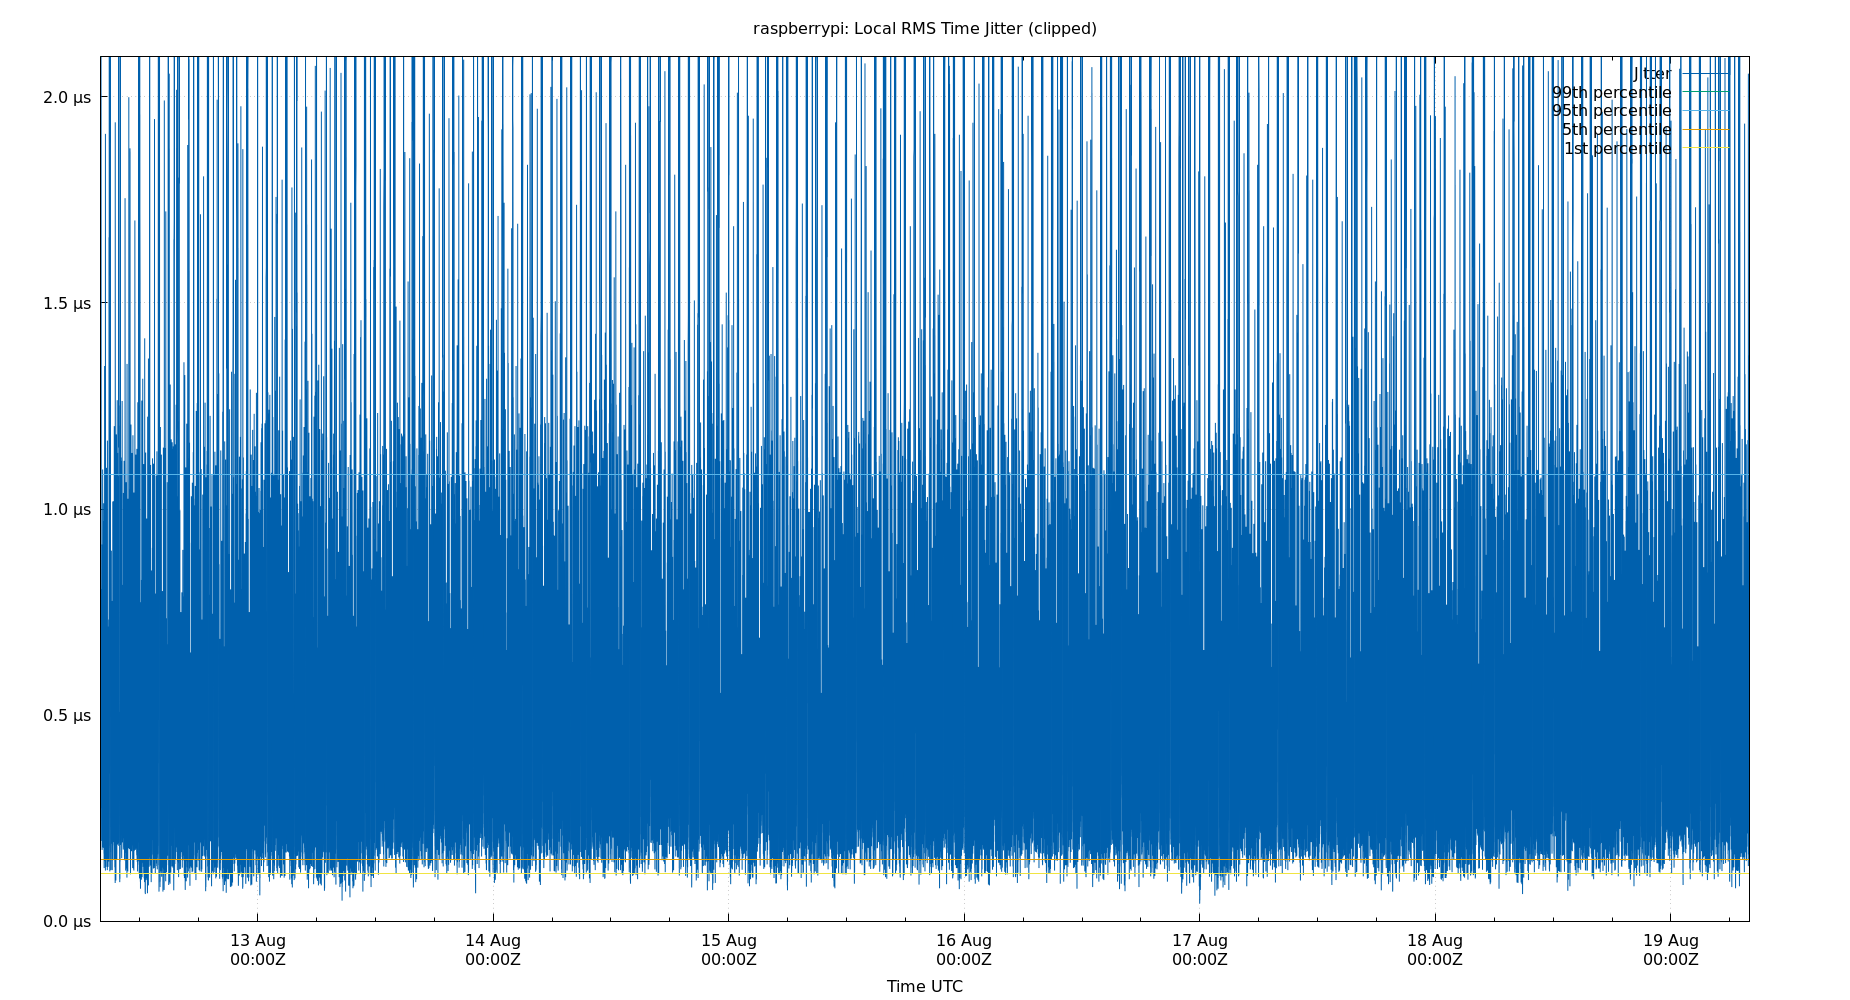 raspberrypi: Local RMS Time Jitter (clipped)
2.0 µs
1.5 µs
1.0 µs
0.5 µs
0.0 µs
Jitter
99th percentile
95th percentile
5th percentile
1st percentile
13 Aug 14 Aug 15 Aug 16 Aug 17 Aug 18 Aug 19 Aug
00:00Z 00:00Z 00:00Z 00:00Z 00:00Z 00:00Z 00:00Z
Time UTC